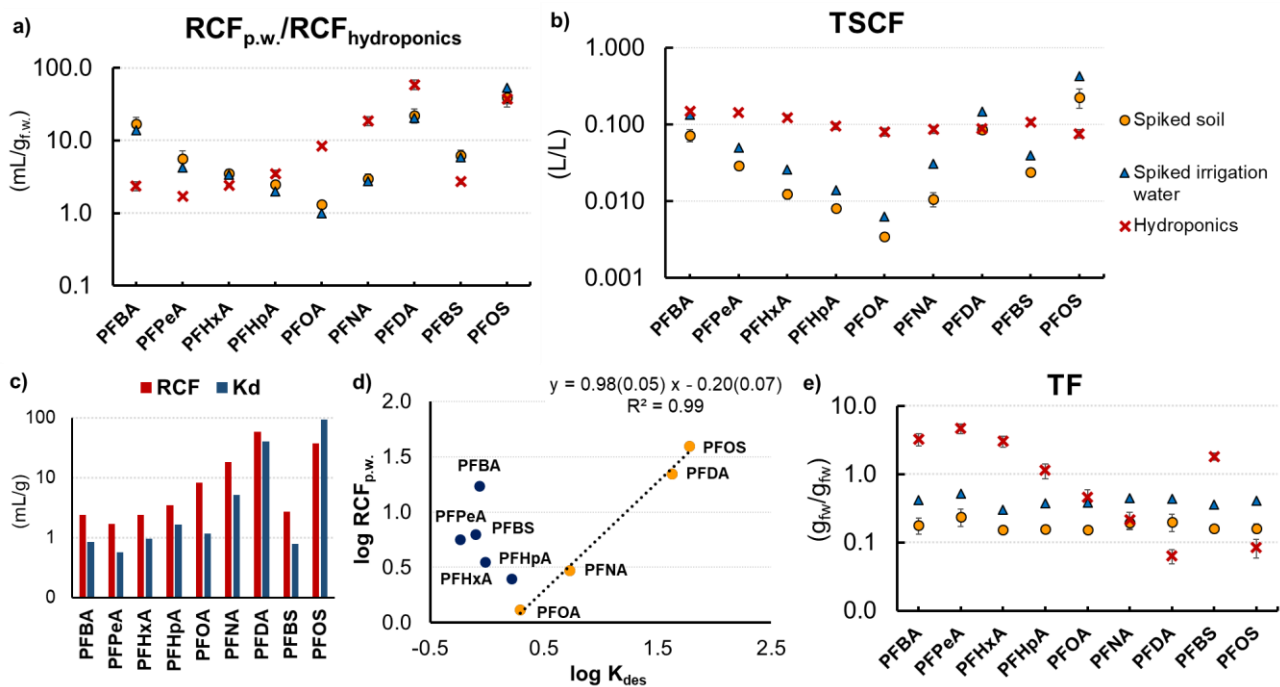 a) RCFp.w./RCFhydroponics
(mL/gf.w.)
100.0
10.0
1.0
0.1
PFBA
PFPeA
PFHxA
PFHpA
PFOA
PFNA
PFDA
PFBS
PFOS
b) TSCF
(L/L)
1.000
0.100
0.010
0.001
PFBA
PFPeA
PFHxA
PFHpA
PFOA
PFNA
PFDA
PFBS
PFOS
Spiked soil
Spiked irrigation
water
Hydroponics
c) RCF Kd
(mL/g)
100
10
1
0
PFBA
PFPeA
PFHxA
PFHpA
PFOA
PFNA
PFDA
PFBS
PFOS
d) y = 0.98(0.05) x - 0.20(0.07)
R² = 0.99
log RCFp.w.
2.0
1.5
1.0
0.5
0.0
PFOS
PFDA
PFBA
PFPeA PFBS
PFHpA
PFHxA
PFNA
PFOA
-0.5 0.5 1.5 2.5
log Kdes
e) TF
(gfw/gfw)
10.0
1.0
0.1
0.0
PFBA
PFPeA
PFHxA
PFHpA
PFOA
PFNA
PFDA
PFBS
PFOS